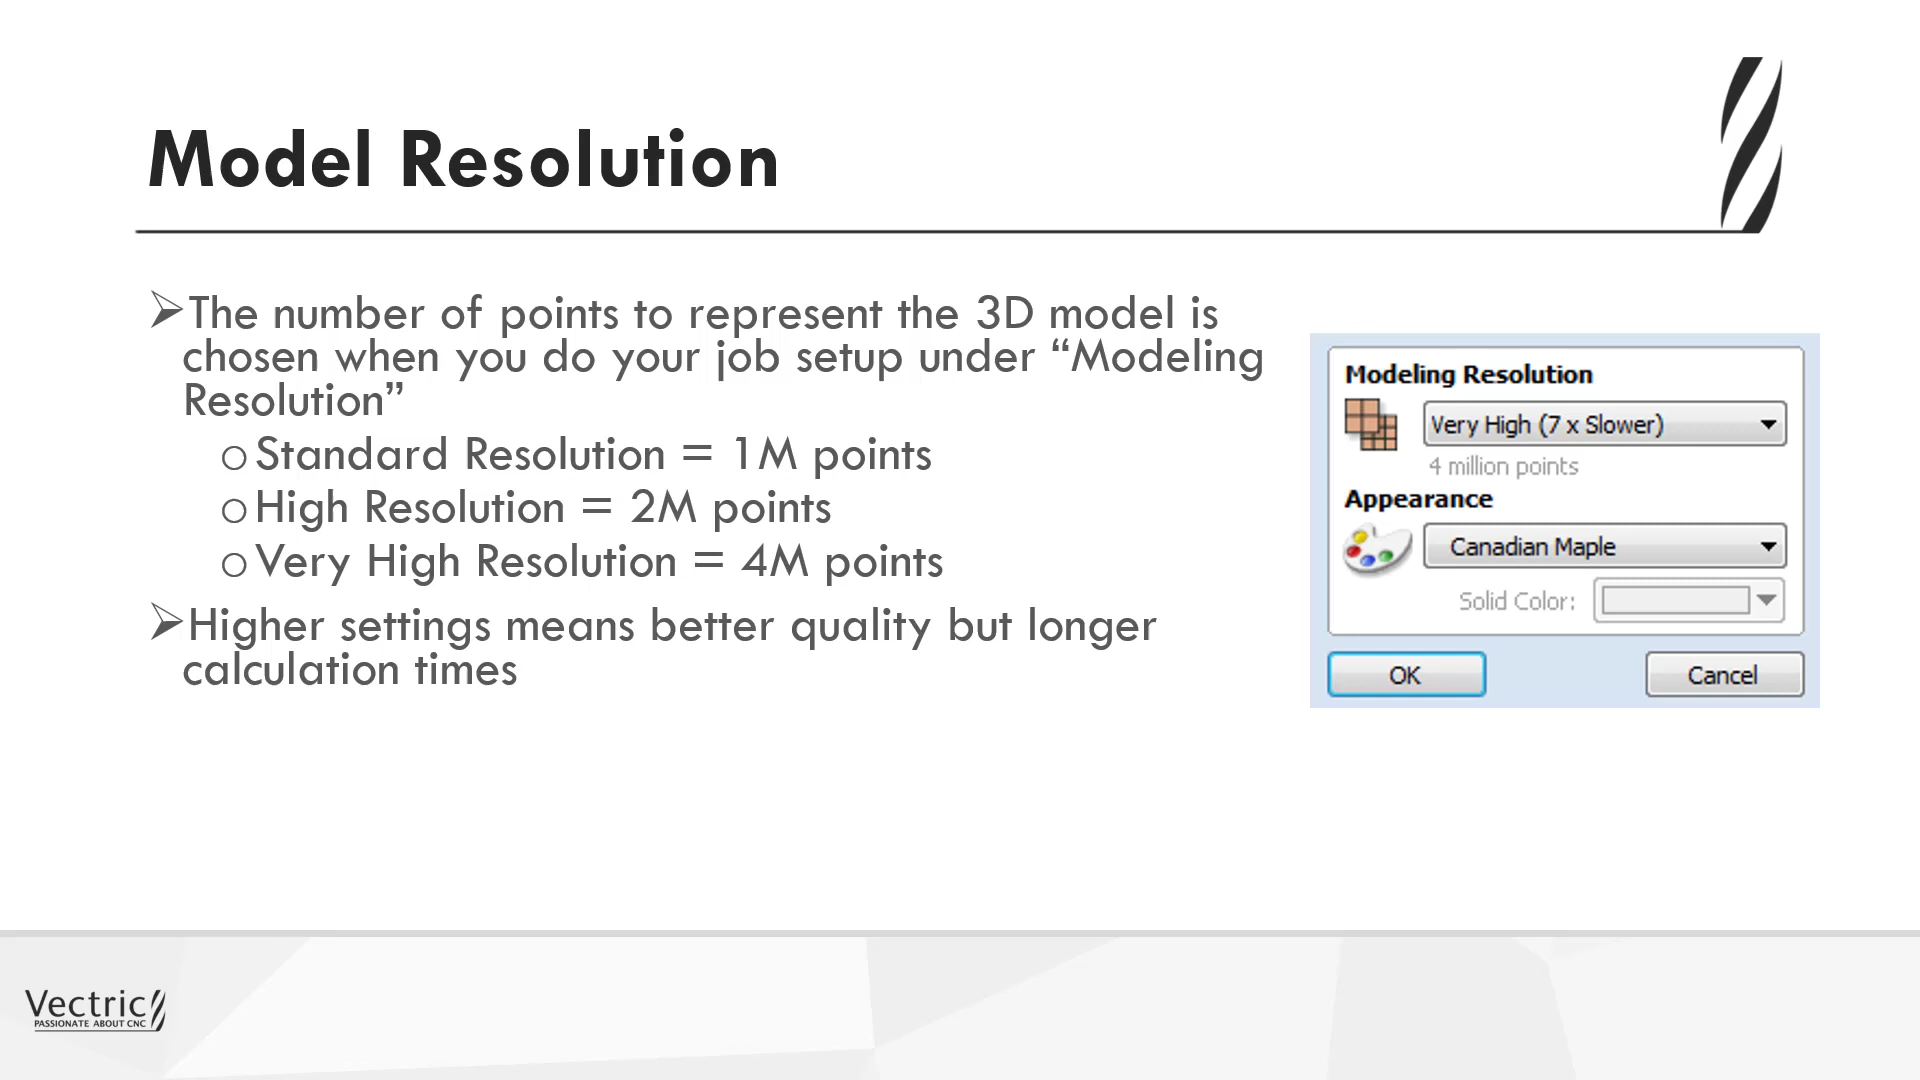 Model Resolution
The number of points to represent the 3D model is
chosen when you do your job setup under “Modeling
Resolution”
Standard Resolution = 1M points
High Resolution = 2M points
Very High Resolution = 4M points
Higher settings means better quality but longer
calculation times
Modeling Resolution
Very High (7 x Slower)
4 million points
Appearance
Canadian Maple
Solid Color:
OK Cancel
Vectric
PASSIONATE ABOUT CNC